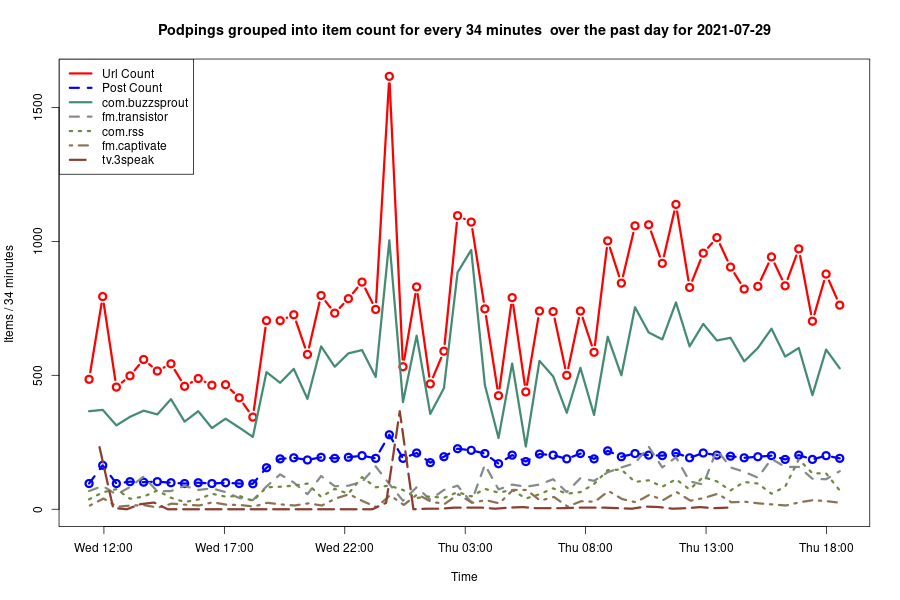 Podpings grouped into item count for every 34 minutes  over the past day for 2021-07-29
Url Count
Post Count
com.buzzsprout
fm.transistor
com.rss
fm.captivate
tv.3speak
Items / 34 minutes
1500
1000
500
0
Wed 12:00
Wed 17:00
Wed 22:00
Thu 03:00
Thu 08:00
Thu 13:00
Thu 18:00
Time